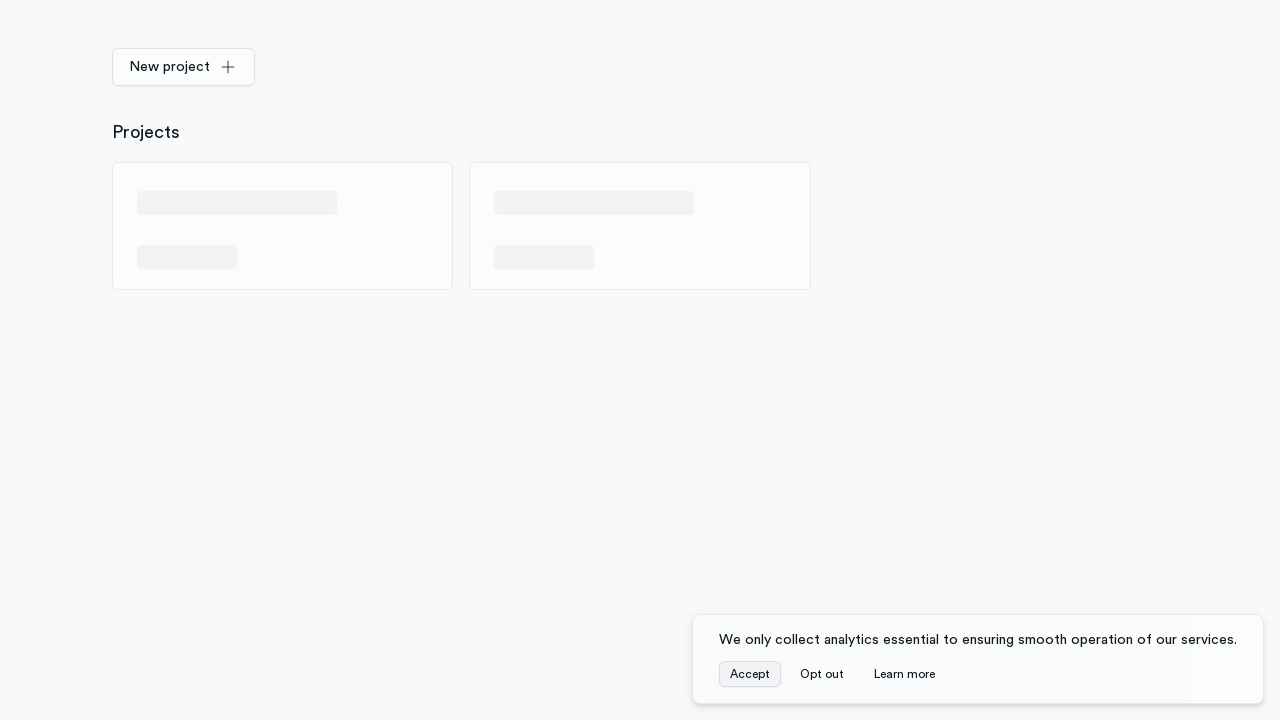 New project
Projects
We only collect analytics essential to ensuring smooth operation of our services.
Accept Opt out Learn more